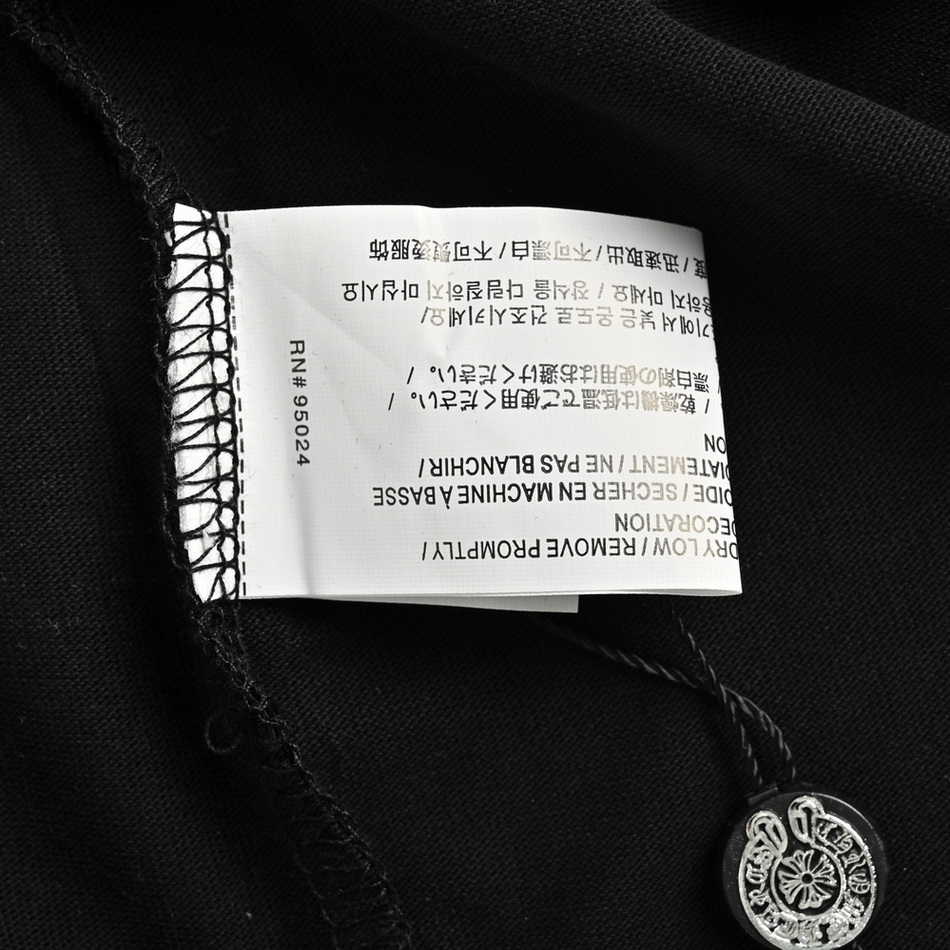 DRY LOW / REMOVE PROMPTLY /
DECORATION
OIDE / SECHER EN MACHINE À BASSE
DIATEMENT / NE PAS BLANCHIR /
ON
/ 乾燥機は低温でご使用ください。 /
/ 漂白剤の使用はお避けください。 /
기에서 낮은 온도로 건조시키세요/
용하지 마세요 / 장식을 다림질하지 마십시오
度 / 迅速取出 / 不可漂白 / 不可熨烫服饰
RN# 95024